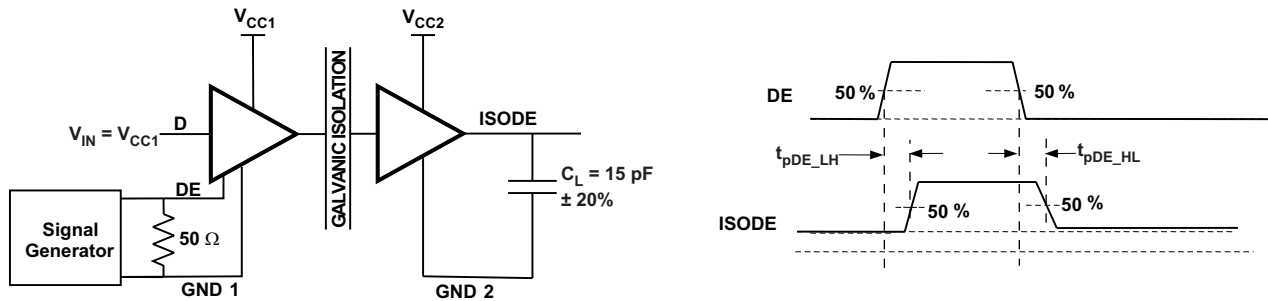 V_CC1
V_CC2
V_IN = V_CC1
D
DE
Signal
Generator
50 Ω
GND 1
GALVANIC ISOLATION
ISODE
C_L = 15 pF
± 20%
GND 2
DE
50 %
50 %
t_pDE_LH
t_pDE_HL
ISODE
50 %
50 %